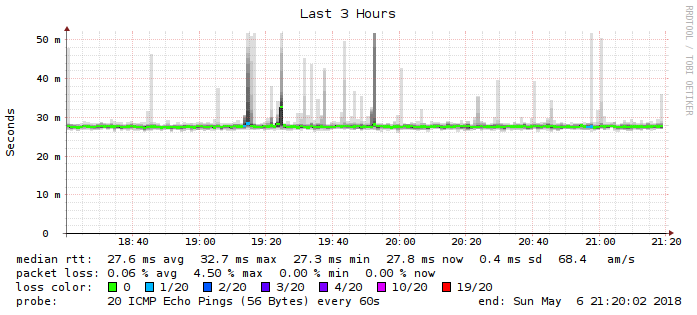 Last 3 Hours
RRDTOOL / TOBI OETIKER
Seconds
50 m
40 m
30 m
20 m
10 m
0
18:40 19:00 19:20 19:40 20:00 20:20 20:40 21:00 21:20
median rtt: 27.6 ms avg 32.7 ms max 27.3 ms min 27.8 ms now 0.4 ms sd 68.4 am/s
packet loss: 0.06 % avg 4.50 % max 0.00 % min 0.00 % now
loss color: 0 1/20 2/20 3/20 4/20 10/20 19/20
probe: 20 ICMP Echo Pings (56 Bytes) every 60s end: Sun May 6 21:20:02 2018